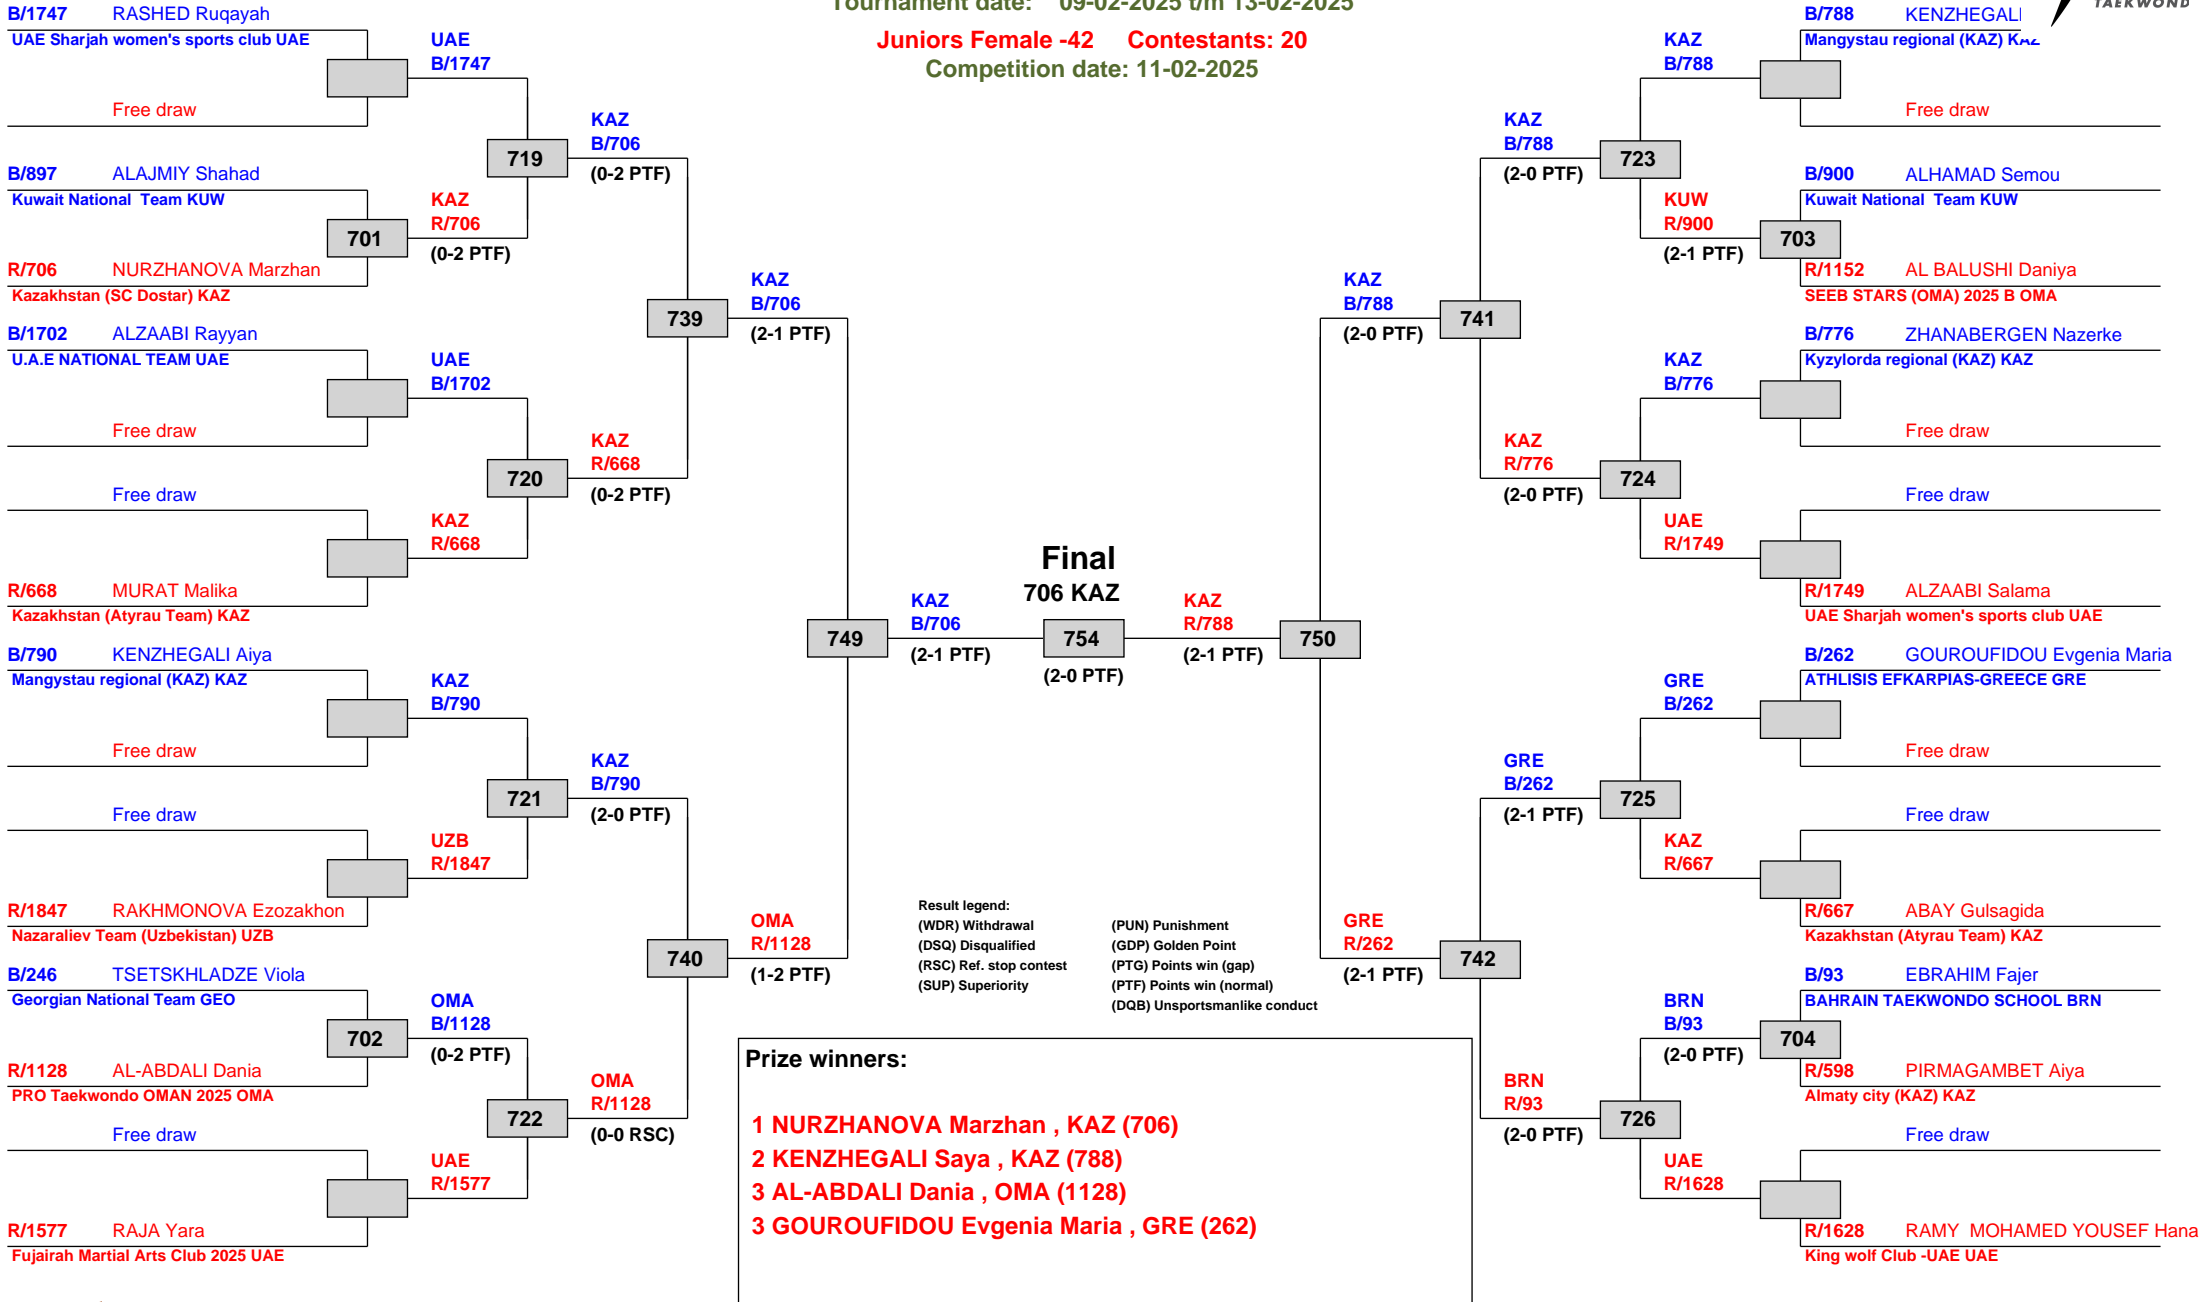 Tournament date: 09-02-2025 t/m 13-02-2025
Juniors Female -42 Contestants: 20
Competition date: 11-02-2025
TAEKWOND
B/1747 RASHED Ruqayah
UAE Sharjah women's sports club UAE
Free draw
B/897 ALAJMIY Shahad
Kuwait National Team KUW
701
R/706 NURZHANOVA Marzhan
Kazakhstan (SC Dostar) KAZ
B/1702 ALZAABI Rayyan
U.A.E NATIONAL TEAM UAE
Free draw
Free draw
R/668 MURAT Malika
Kazakhstan (Atyrau Team) KAZ
B/790 KENZHEGALI Aiya
Mangystau regional (KAZ) KAZ
Free draw
Free draw
R/1847 RAKHMONOVA Ezozakhon
Nazaraliev Team (Uzbekistan) UZB
B/246 TSETSKHLADZE Viola
Georgian National Team GEO
702
R/1128 AL-ABDALI Dania
PRO Taekwondo OMAN 2025 OMA
Free draw
R/1577 RAJA Yara
Fujairah Martial Arts Club 2025 UAE
UAE
B/1747
719
KAZ
R/706
(0-2 PTF)
UAE
B/1702
720
KAZ
R/668
KAZ
B/790
721
UZB
R/1847
OMA
B/1128
(0-2 PTF)
722
UAE
R/1577
KAZ
B/706
(0-2 PTF)
739
KAZ
R/668
(0-2 PTF)
KAZ
B/790
(2-0 PTF)
740
OMA
R/1128
(0-0 RSC)
KAZ
B/706
(2-1 PTF)
749
OMA
R/1128
(1-2 PTF)
Final
706 KAZ
KAZ
B/706
(2-1 PTF)
754
(2-0 PTF)
KAZ
R/788
(2-1 PTF)
750
KAZ
B/788
(2-0 PTF)
741
GRE
R/262
(2-1 PTF)
742
KAZ
B/788
(2-0 PTF)
723
KAZ
R/776
(2-0 PTF)
724
GRE
B/262
(2-1 PTF)
725
BRN
R/93
(2-0 PTF)
726
KAZ
B/788
KUW
R/900
(2-1 PTF)
KAZ
B/776
UAE
R/1749
GRE
B/262
KAZ
R/667
BRN
B/93
(2-0 PTF)
UAE
R/1628
B/788 KENZHEGALI
Mangystau regional (KAZ) KAZ
Free draw
B/900 ALHAMAD Semou
Kuwait National Team KUW
703
R/1152 AL BALUSHI Daniya
SEEB STARS (OMA) 2025 B OMA
B/776 ZHANABERGEN Nazerke
Kyzylorda regional (KAZ) KAZ
Free draw
Free draw
R/1749 ALZAABI Salama
UAE Sharjah women's sports club UAE
B/262 GOUROUFIDOU Evgenia Maria
ATHLISIS EFKARPIAS-GREECE GRE
Free draw
Free draw
R/667 ABAY Gulsagida
Kazakhstan (Atyrau Team) KAZ
B/93 EBRAHIM Fajer
BAHRAIN TAEKWONDO SCHOOL BRN
704
R/598 PIRMAGAMBET Aiya
Almaty city (KAZ) KAZ
Free draw
R/1628 RAMY MOHAMED YOUSEF Hana
King wolf Club -UAE UAE
Result legend:
(WDR) Withdrawal (PUN) Punishment
(DSQ) Disqualified (GDP) Golden Point
(RSC) Ref. stop contest (PTG) Points win (gap)
(SUP) Superiority (PTF) Points win (normal)
(DQB) Unsportsmanlike conduct
Prize winners:
1 NURZHANOVA Marzhan , KAZ (706)
2 KENZHEGALI Saya , KAZ (788)
3 AL-ABDALI Dania , OMA (1128)
3 GOUROUFIDOU Evgenia Maria , GRE (262)